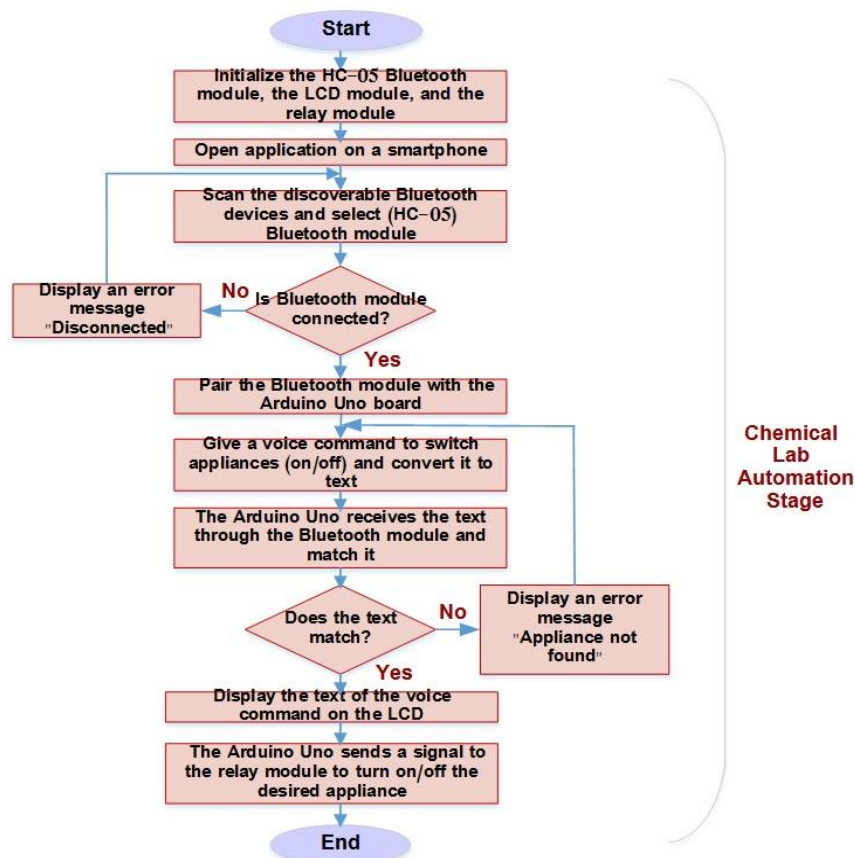 Start
Initialize the HC-05 Bluetooth
module, the LCD module, and the
relay module
Open application on a smartphone
Scan the discoverable Bluetooth
devices and select (HC-05)
Bluetooth module
Is Bluetooth module
connected?
No
Display an error
message
"Disconnected"
Yes
Pair the Bluetooth module with the
Arduino Uno board
Give a voice command to switch
appliances (on/off) and convert it to
text
The Arduino Uno receives the text
through the Bluetooth module and
match it
Does the text
match?
No
Display an error
message
"Appliance not
found"
Yes
Display the text of the voice
command on the LCD
The Arduino Uno sends a signal to
the relay module to turn on/off the
desired appliance
End
Chemical
Lab
Automation
Stage